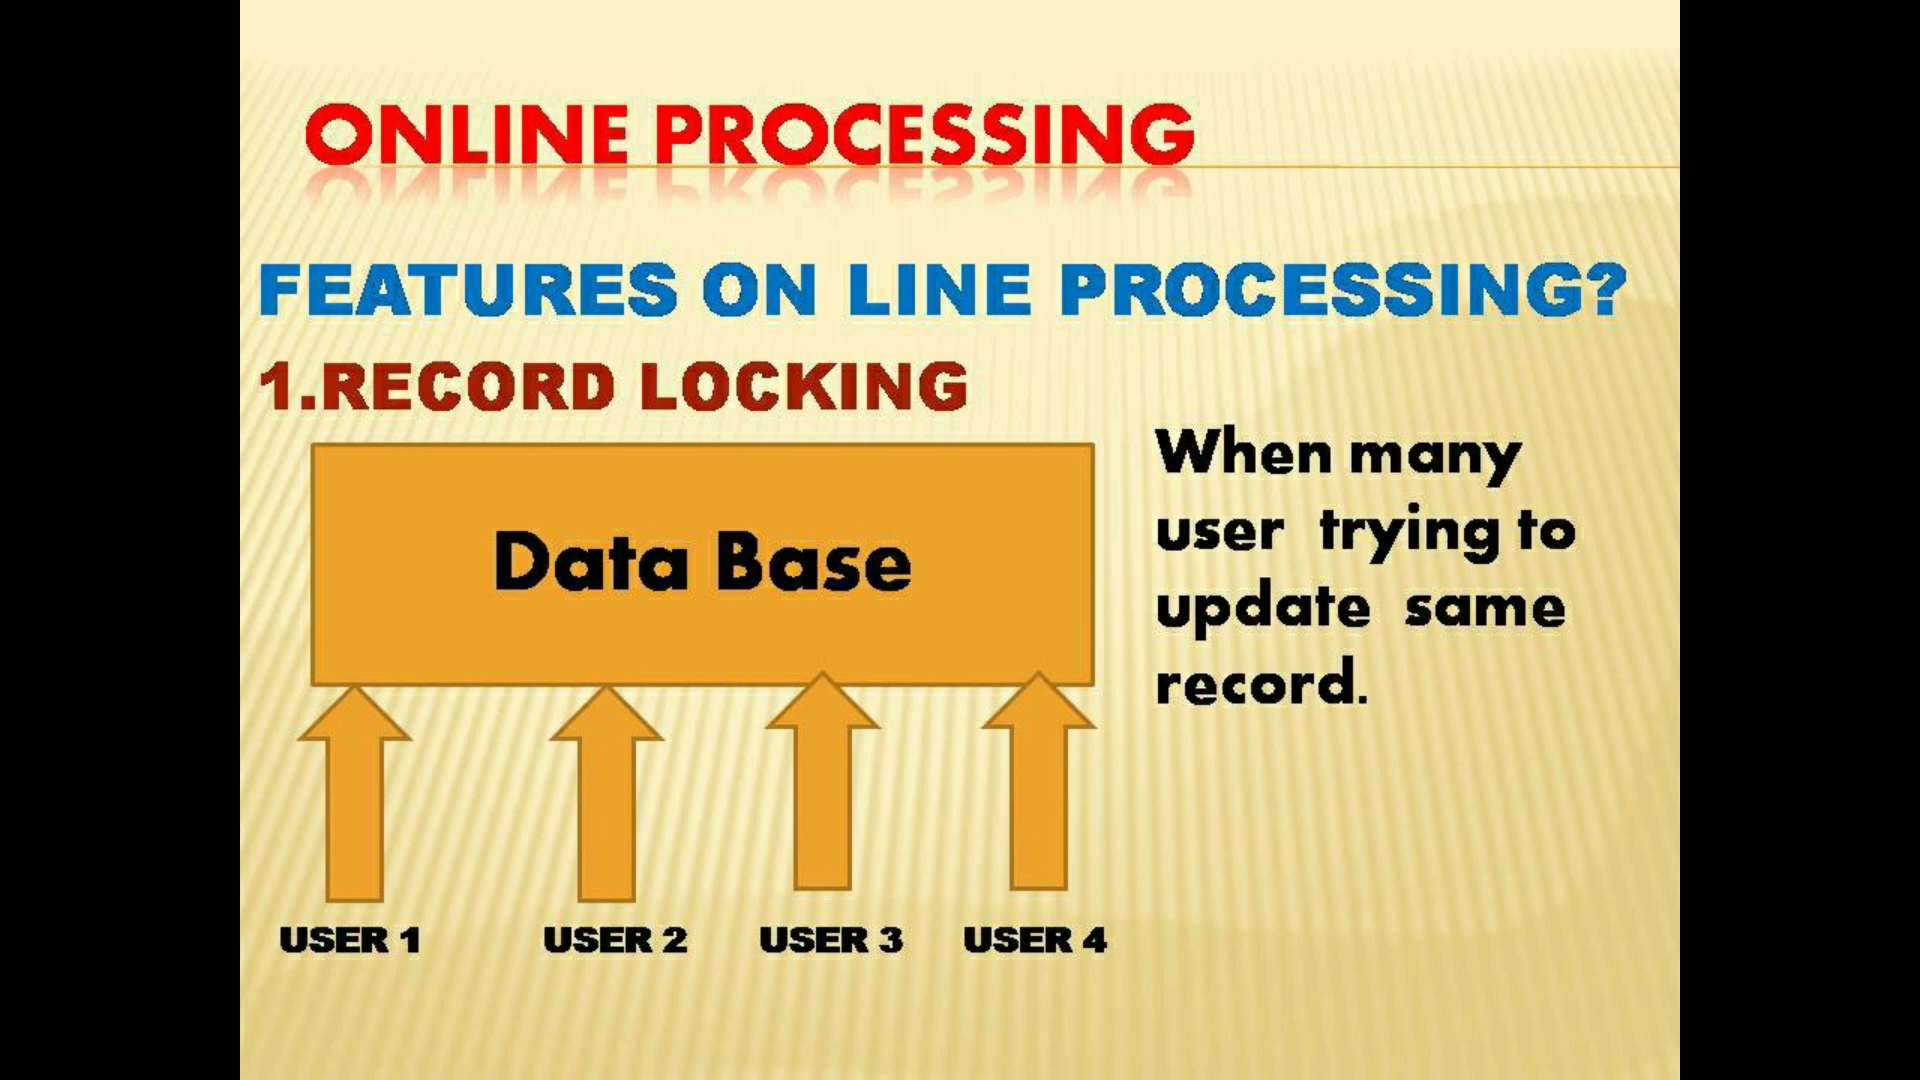 ONLINE PROCESSING
FEATURES ON LINE PROCESSING?
1.RECORD LOCKING
Data Base
When many
user trying to
update same
record.
USER 1 USER 2 USER 3 USER 4